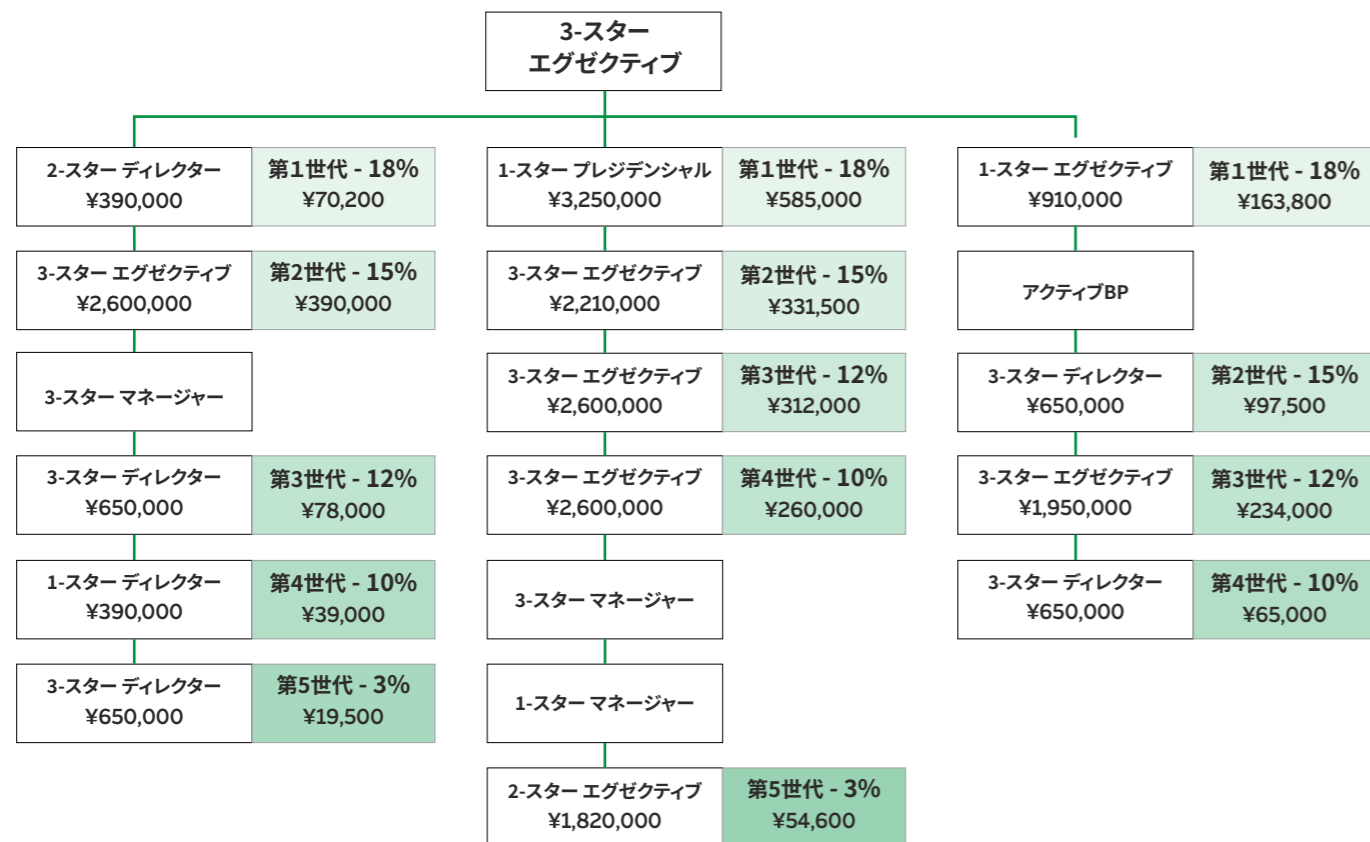 3-スター
エグゼクティブ
2-スター ディレクター
¥390,000
第1世代 - 18%
¥70,200
1-スター プレジデンシャル
¥3,250,000
第1世代 - 18%
¥585,000
1-スター エグゼクティブ
¥910,000
第1世代 - 18%
¥163,800
3-スター エグゼクティブ
¥2,600,000
第2世代 - 15%
¥390,000
3-スター エグゼクティブ
¥2,210,000
第2世代 - 15%
¥331,500
アクティブBP
3-スター マネージャー
3-スター エグゼクティブ
¥2,600,000
第3世代 - 12%
¥312,000
3-スター ディレクター
¥650,000
第2世代 - 15%
¥97,500
3-スター ディレクター
¥650,000
第3世代 - 12%
¥78,000
3-スター エグゼクティブ
¥2,600,000
第4世代 - 10%
¥260,000
3-スター エグゼクティブ
¥1,950,000
第3世代 - 12%
¥234,000
1-スター ディレクター
¥390,000
第4世代 - 10%
¥39,000
3-スター マネージャー
3-スター ディレクター
¥650,000
第4世代 - 10%
¥65,000
3-スター ディレクター
¥650,000
第5世代 - 3%
¥19,500
1-スター マネージャー
2-スター エグゼクティブ
¥1,820,000
第5世代 - 3%
¥54,600